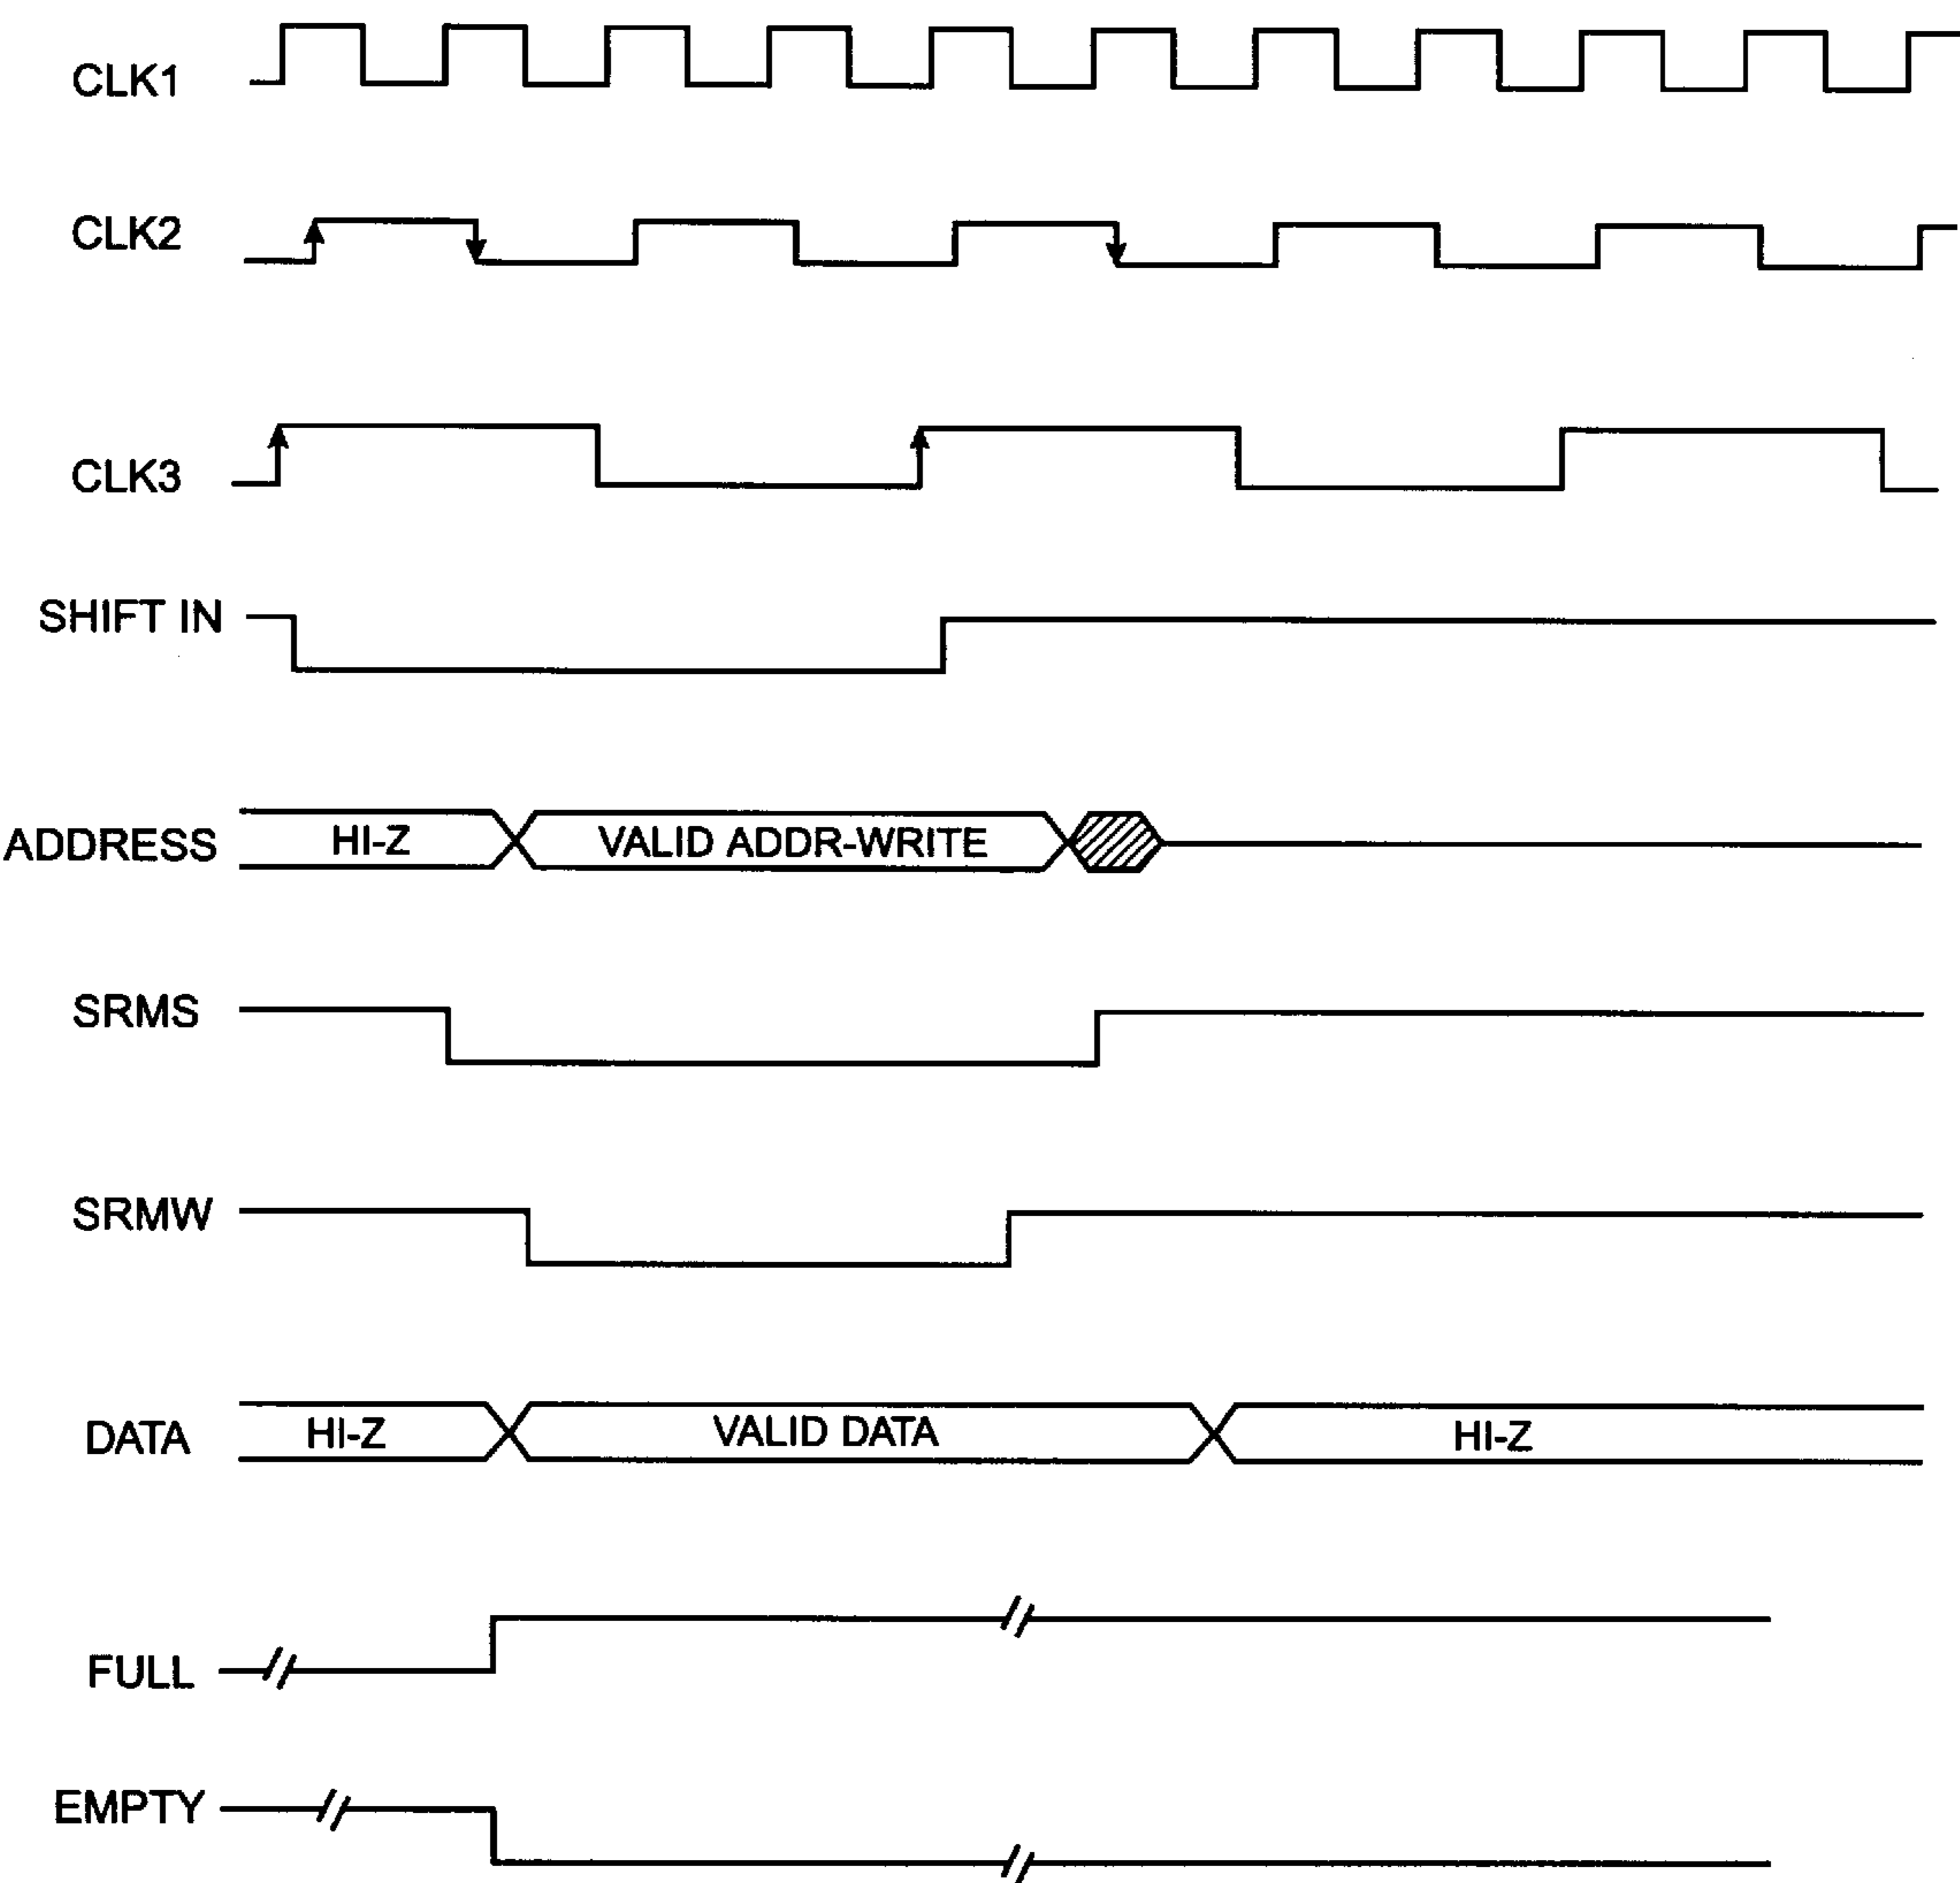 CLK1
CLK2
CLK3
SHIFT IN
ADDRESS HI-Z VALID ADDR-WRITE
SRMS
SRMW
DATA HI-Z VALID DATA HI-Z
FULL
EMPTY